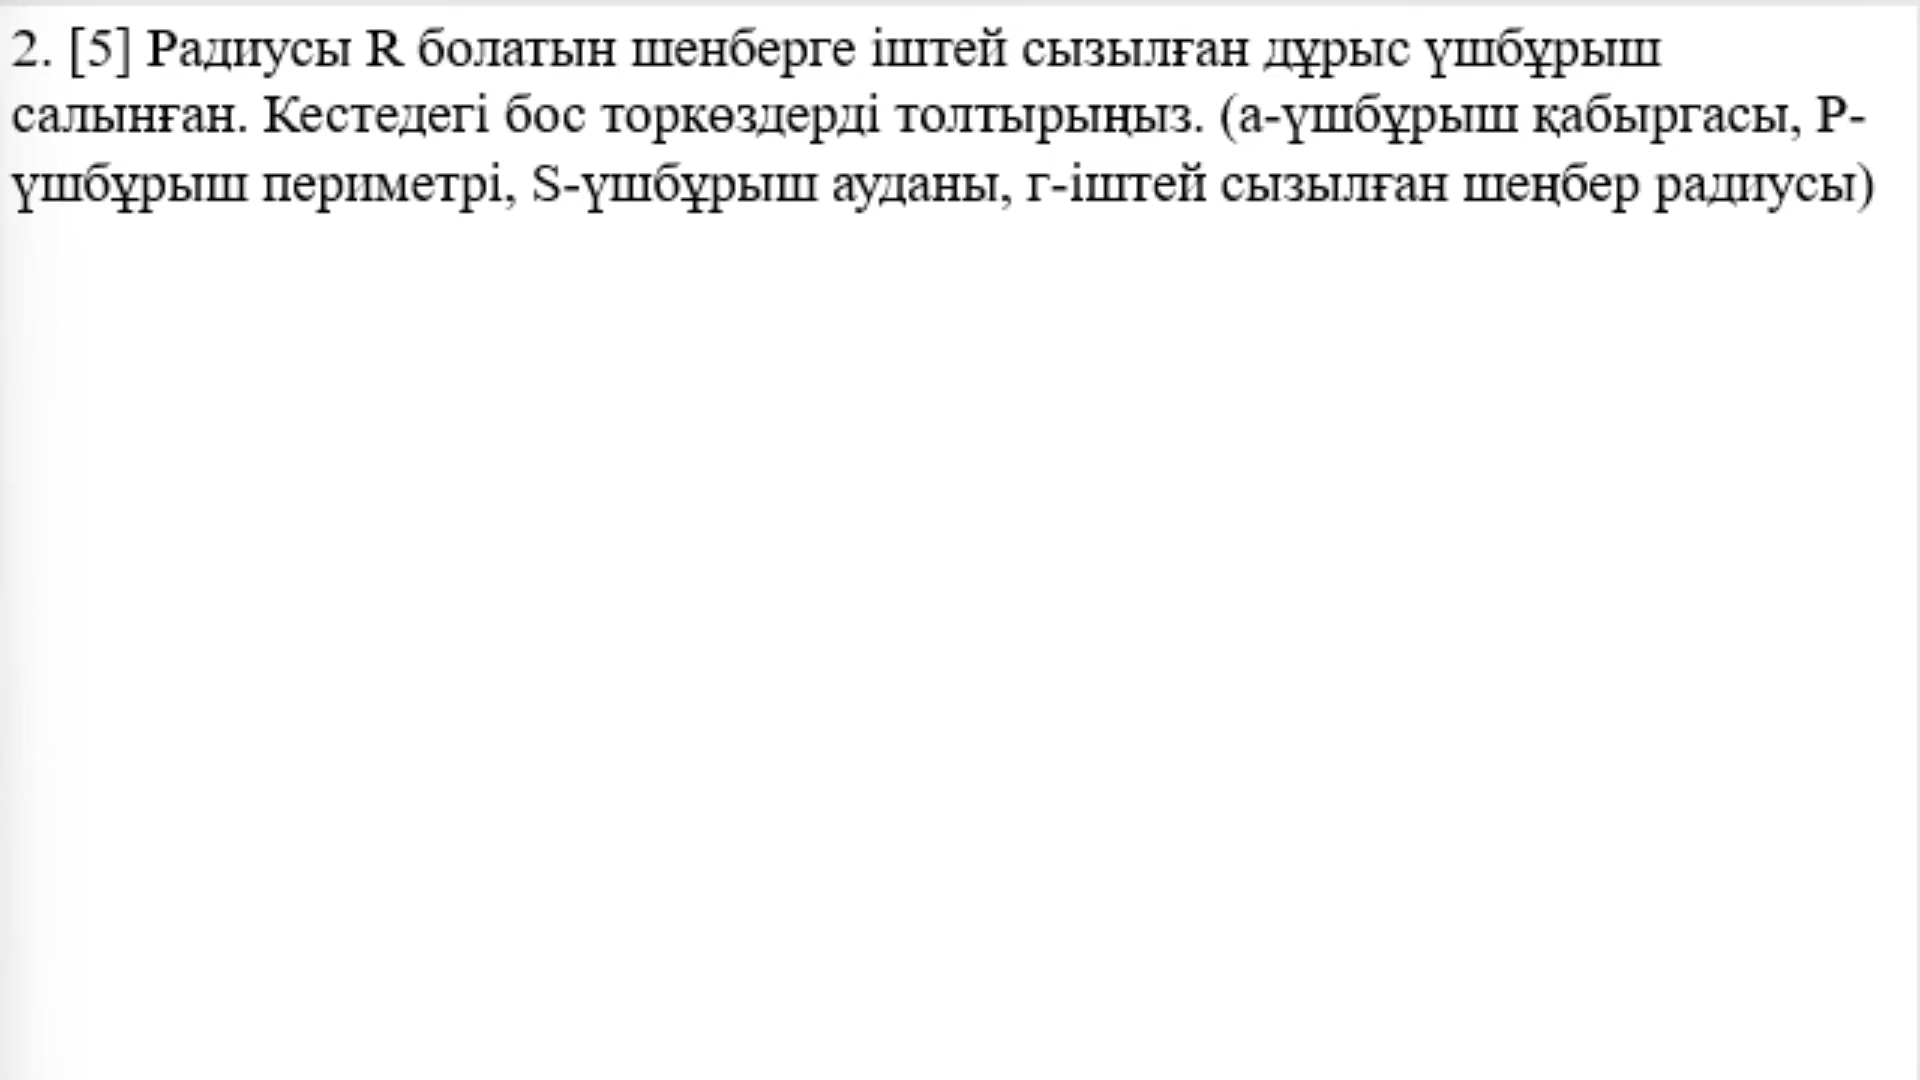 2. [5] Радиусы R болатын шенберге іштей сызылған дұрыс үшбұрыш
салынған. Кестедегі бос торкөздерді толтырыңыз. (а-үшбұрыш қабыргасы, Р-
үшбұрыш периметрі, S-үшбұрыш ауданы, г-іштей сызылған шеңбер радиусы)